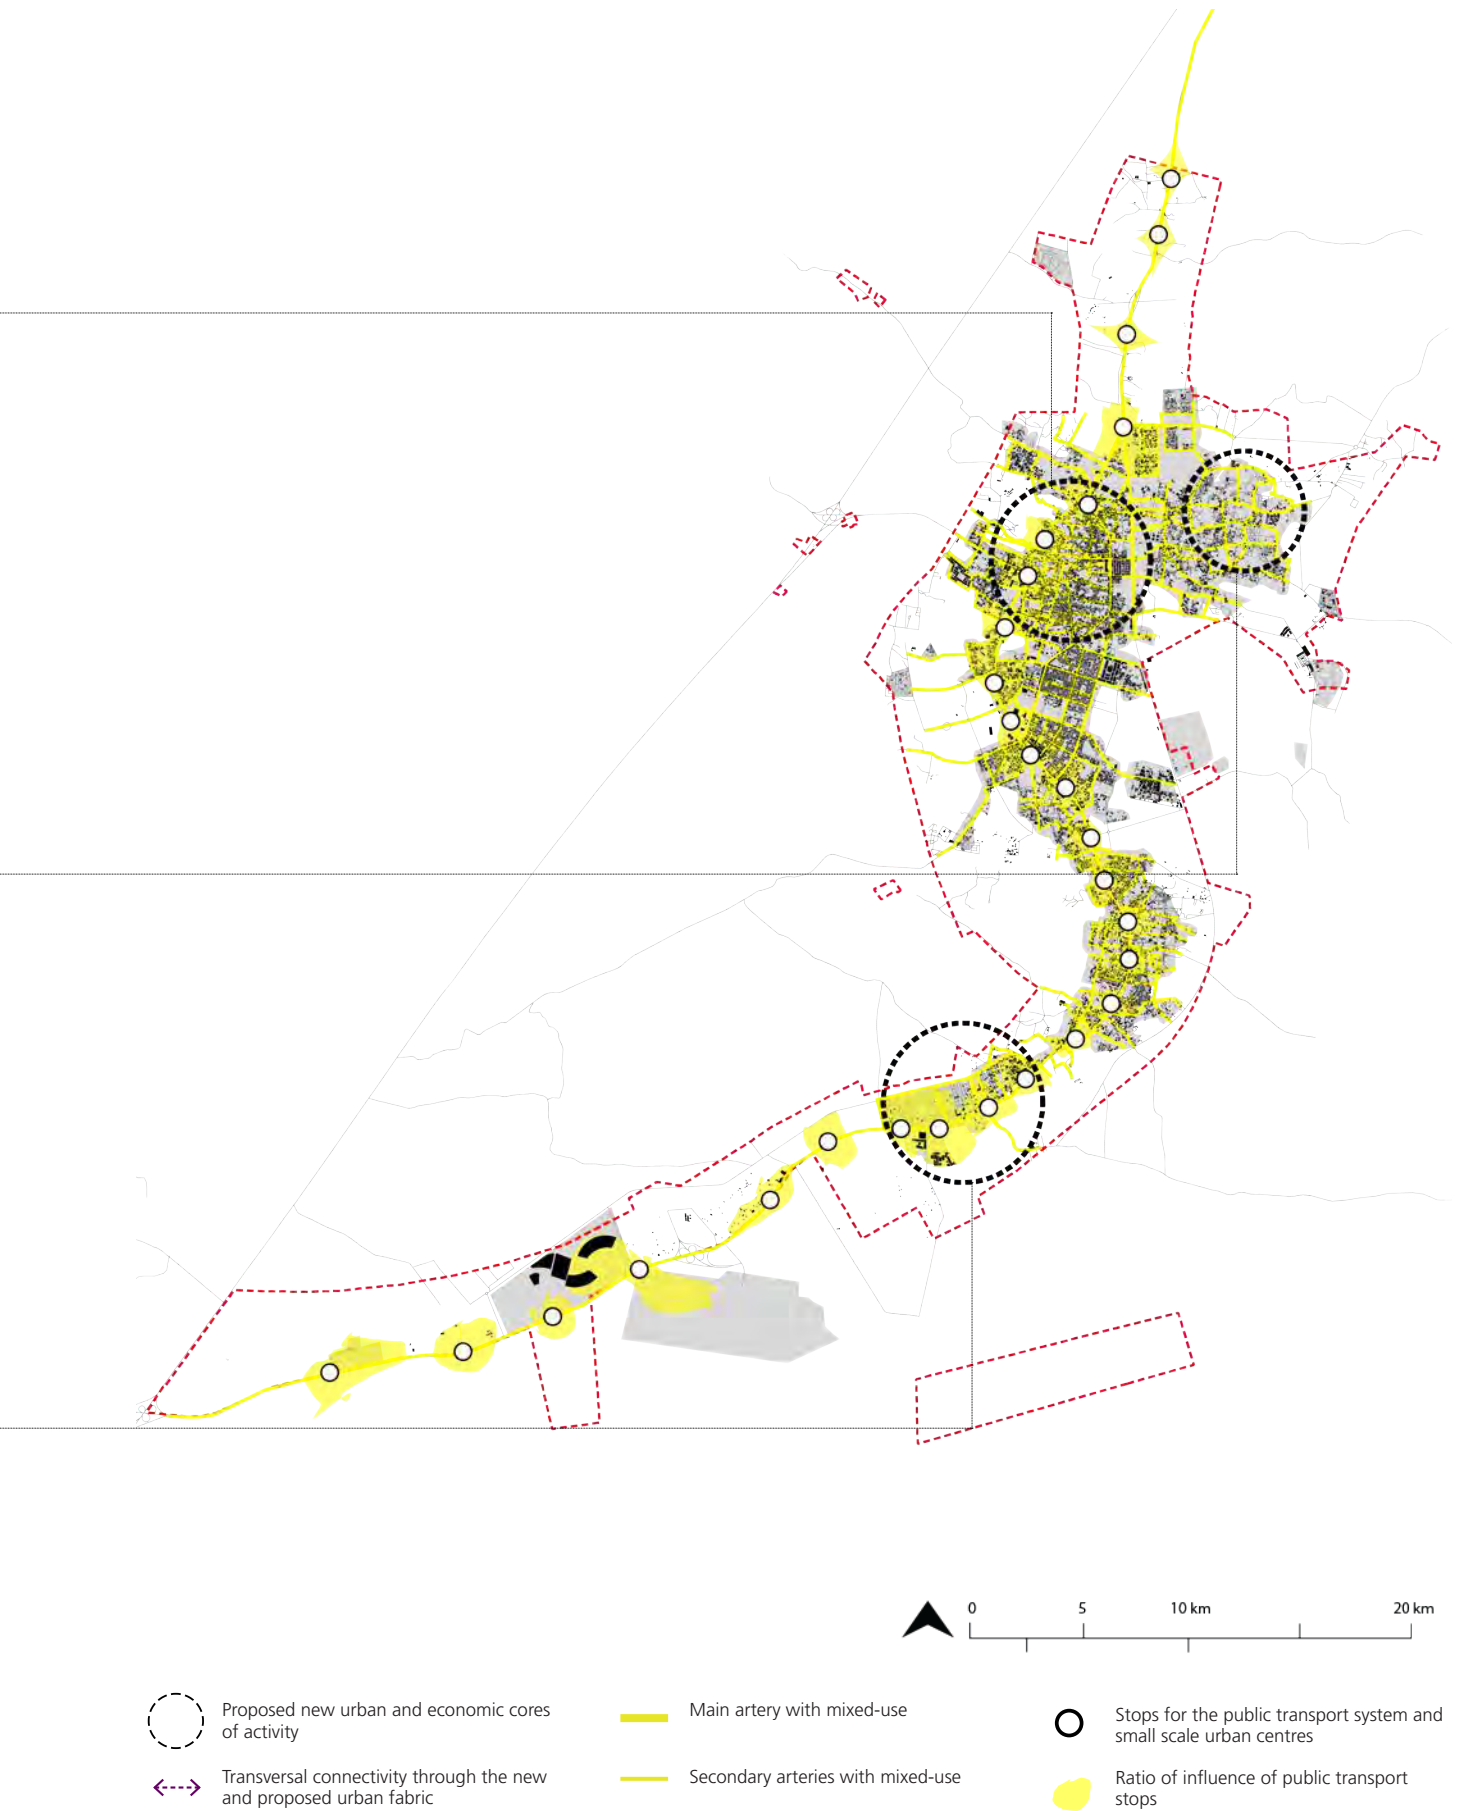 0 5 10 km 20 km
Proposed new urban and economic cores
of activity
Transversal connectivity through the new
and proposed urban fabric
Main artery with mixed-use
Secondary arteries with mixed-use
Stops for the public transport system and
small scale urban centres
Ratio of influence of public transport
stops